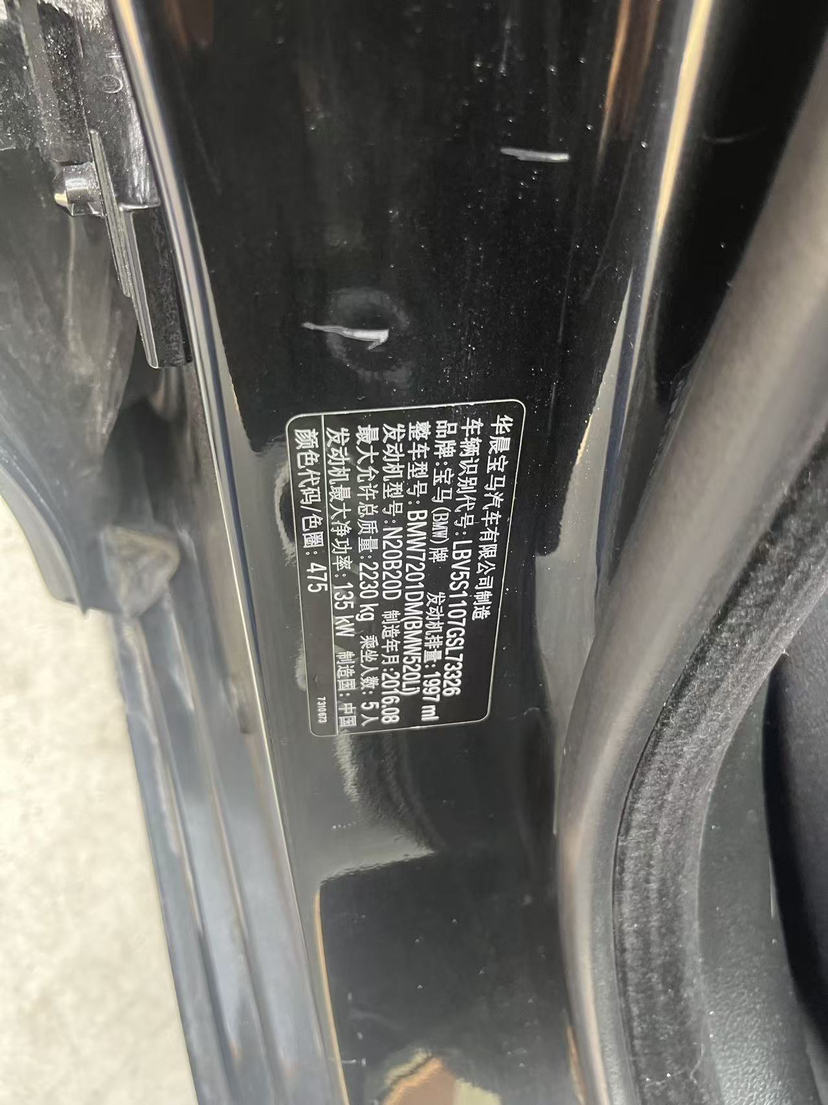 华晨宝马汽车有限公司制造
车辆识别代号: LBV5S1107GSL73326
品牌: 宝马(BMW)牌 发动机排量: 1997 ml
整车型号: BMW7201DM(BMW520Li)
发动机型号: N20B20D 制造年月: 2016.08
最大允许总质量: 2230 kg 乘坐人数: 5 人
发动机最大净功率: 135 kW 制造国: 中国
颜色代码/色圈: 475
7310673